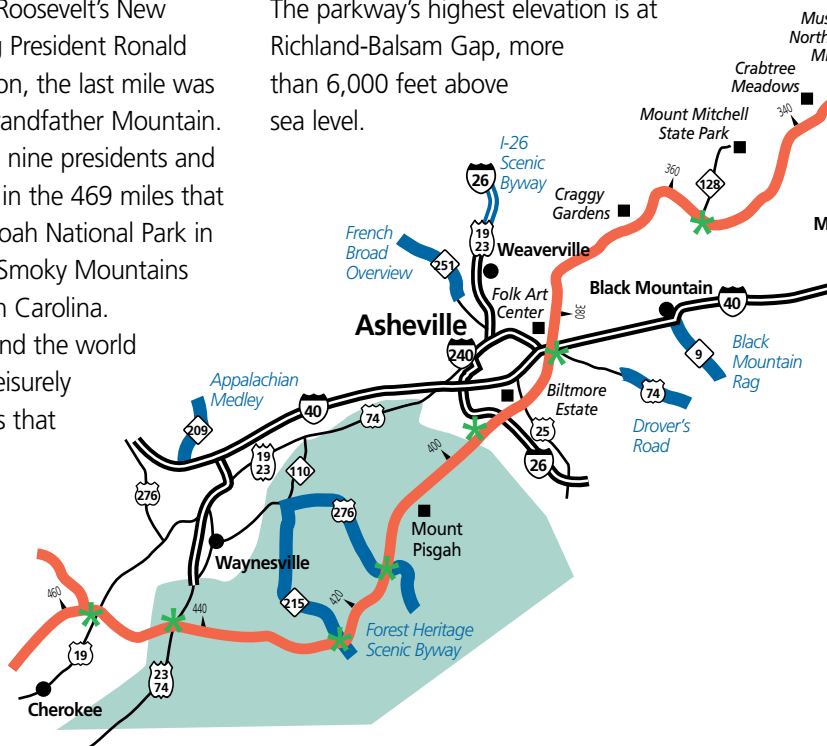 Roosevelt's New
g President Ronald
on, the last mile was
randfather Mountain.
nine presidents and
in the 469 miles that
oah National Park in
Smoky Mountains
h Carolina.
nd the world
eisurely
s that
The parkway's highest elevation is at
Richland-Balsam Gap, more
than 6,000 feet above
sea level.
Mus
North
Mi
Crabtree
Meadows
340
Mount Mitchell
State Park
128
360
I-26
Scenic
Byway
26
Craggy
Gardens
19
23
Weaverville
French
Broad
Overview
251
Folk Art
Center
380
Black Mountain
40
M
Asheville
240
9
Black
Mountain
Rag
74
Drover's
Road
Biltmore
Estate
25
26
Appalachian
Medley
209
40
74
19
23
110
400
276
276
Mount
Pisgah
Waynesville
215
420
Forest Heritage
Scenic Byway
460
440
19
23
74
Cherokee